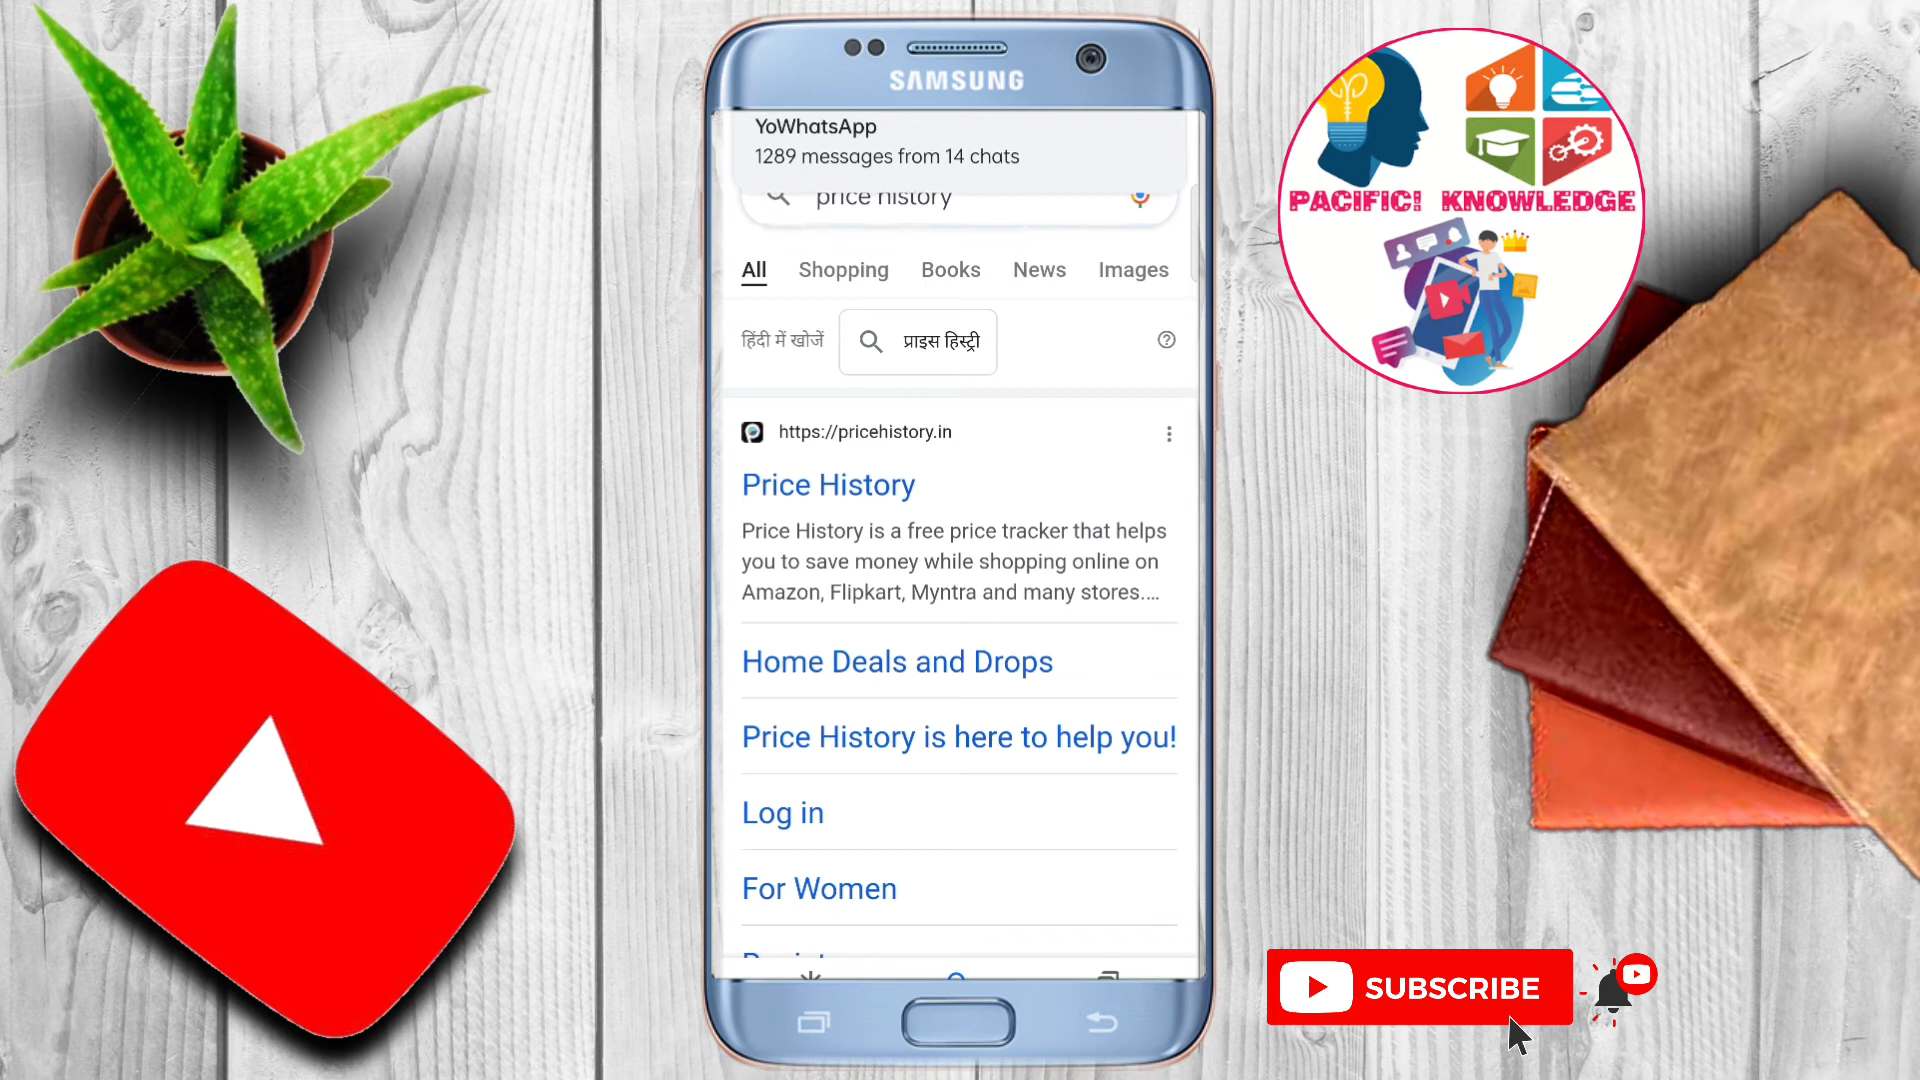 SAMSUNG
YoWhatsApp
1289 messages from 14 chats
price history
All Shopping Books News Images
हिंदी में खोजें प्राइस हिस्ट्री
https://pricehistory.in
Price History
Price History is a free price tracker that helps
you to save money while shopping online on
Amazon, Flipkart, Myntra and many stores....
Home Deals and Drops
Price History is here to help you!
Log in
For Women
PACIFIC! KNOWLEDGE
SUBSCRIBE